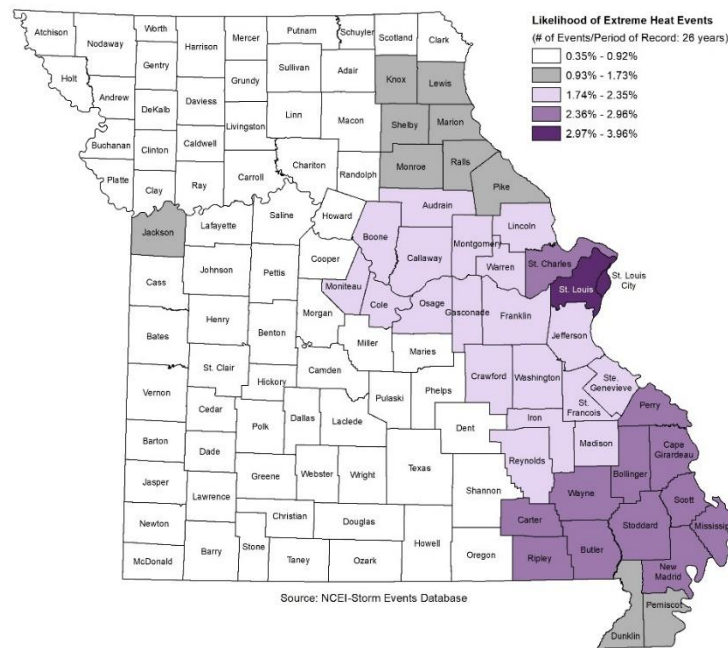 Likelihood of Extreme Heat Events
(# of Events/Period of Record: 26 years)
0.35% - 0.92%
0.93% - 1.73%
1.74% - 2.35%
2.36% - 2.96%
2.97% - 3.96%
Atchison
Nodaway
Worth
Harrison
Mercer
Putnam
Schuyler
Scotland
Clark
Holt
Gentry
Sullivan
Adair
Knox
Lewis
Andrew
DeKalb
Daviess
Grundy
Linn
Macon
Shelby
Marion
Buchanan
Clinton
Caldwell
Livingston
Chariton
Randolph
Monroe
Ralls
Pike
Platte
Clay
Ray
Carroll
Audrain
Jackson
Lafayette
Saline
Howard
Boone
Callaway
Montgomery
Lincoln
Warren
St. Charles
St. Louis
St. Louis
City
Cass
Johnson
Pettis
Cooper
Moniteau
Cole
Osage
Gasconade
Franklin
Jefferson
Bates
Henry
Benton
Morgan
Miller
Maries
Vernon
St. Clair
Hickory
Camden
Pulaski
Phelps
Crawford
Washington
St.
Francois
Ste.
Genevieve
Perry
Cedar
Polk
Dallas
Laclede
Dent
Iron
Madison
Cape
Girardeau
Barton
Dade
Reynolds
Bollinger
Jasper
Lawrence
Greene
Webster
Wright
Texas
Shannon
Wayne
Scott
Mississippi
Newton
Christian
Douglas
Carter
Stoddard
McDonald
Barry
Stone
Taney
Ozark
Howell
Oregon
Ripley
Butler
New
Madrid
Source: NCEI-Storm Events Database
Dunklin
Pemiscot